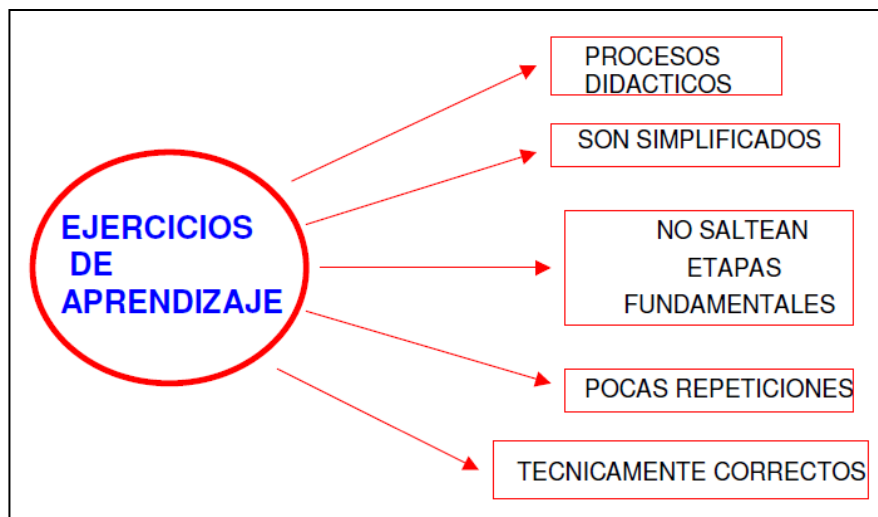 EJERCICIOS
DE
APRENDIZAJE
PROCESOS
DIDACTICOS
SON SIMPLIFICADOS
NO SALTEAN
ETAPAS
FUNDAMENTALES
POCAS REPETICIONES
TECNICAMENTE CORRECTOS